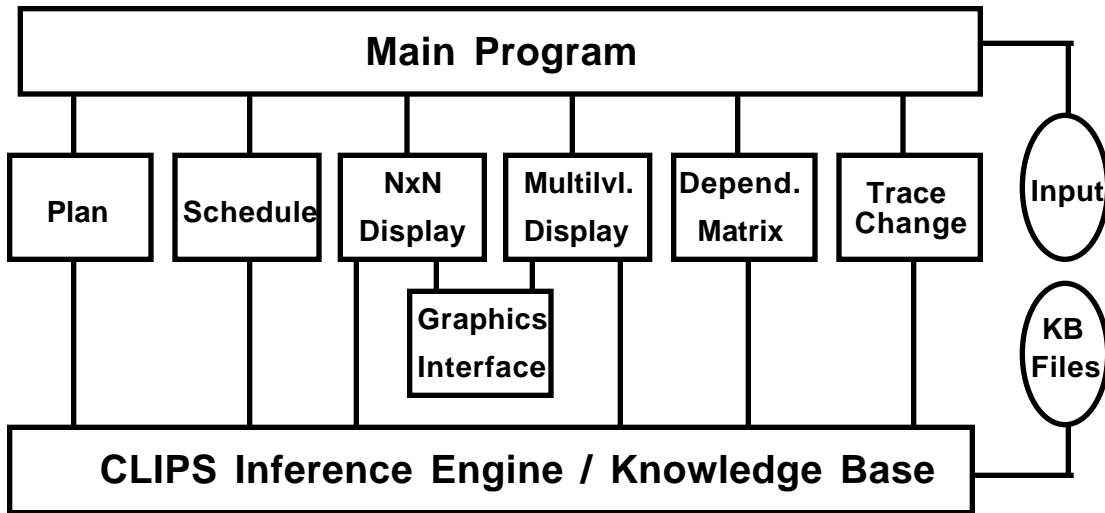 Main Program
Plan
Schedule
NxN
Display
Multilvl.
Display
Depend.
Matrix
Trace
Change
Input
Graphics
Interface
KB
Files
CLIPS Inference Engine / Knowledge Base